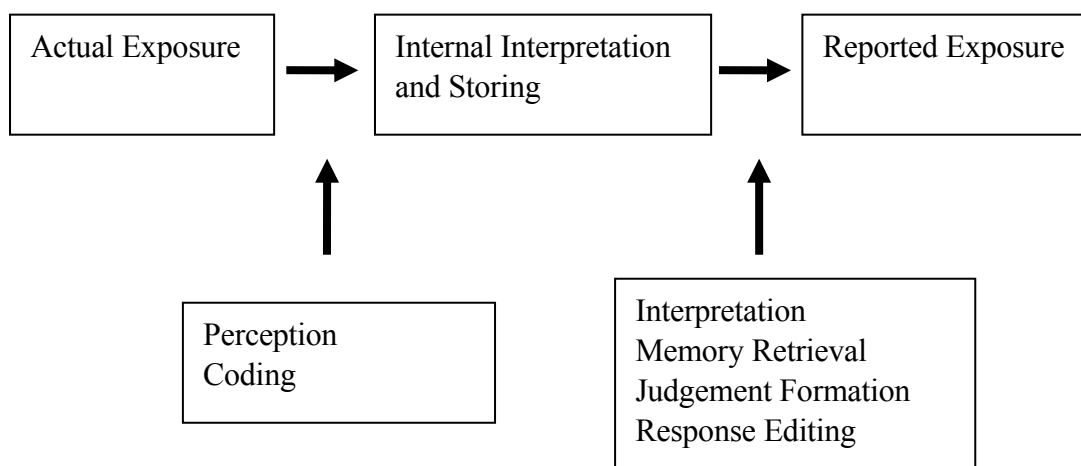 Actual Exposure
Internal Interpretation
and Storing
Reported Exposure
Perception
Coding
Interpretation
Memory Retrieval
Judgement Formation
Response Editing